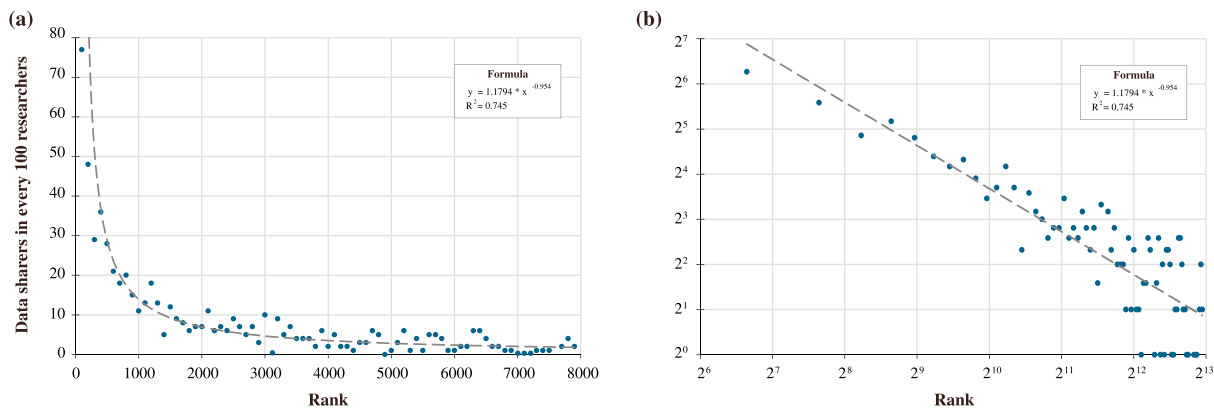 (a)
Data sharers in every 100 researchers
80
70
60
50
40
30
20
10
0
Formula
y = 1.1794 * x -0.954
R² = 0.745
0 1000 2000 3000 4000 5000 6000 7000 8000
Rank
(b)
2⁷
2⁶
2⁵
2⁴
2³
2²
2¹
2⁰
Formula
y = 1.1794 * x -0.954
R² = 0.745
2⁶ 2⁷ 2⁸ 2⁹ 2¹⁰ 2¹¹ 2¹² 2¹³
Rank